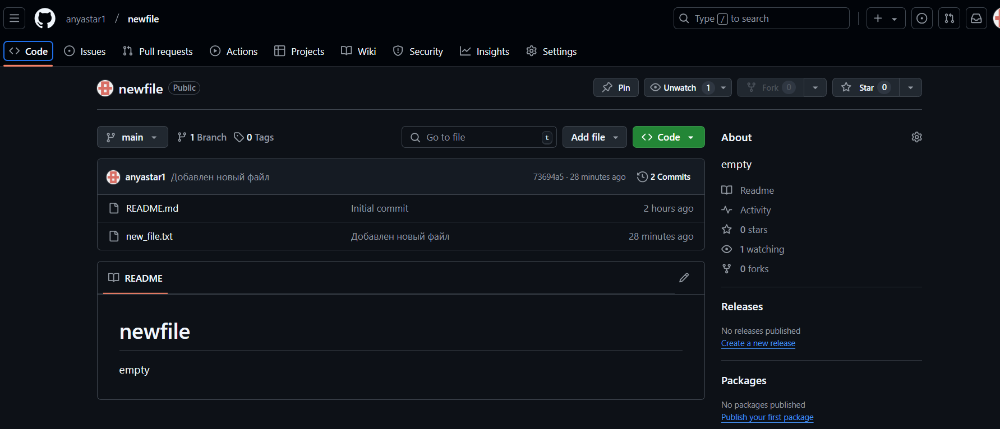 anyastar1 / newfile
Type / to search
Code Issues Pull requests Actions Projects Wiki Security Insights Settings
newfile Public
Pin Unwatch 1 Fork 0 Star 0
main 1 Branch 0 Tags Go to file t Add file Code
anyastar1 Добавлен новый файл 73694a5 · 28 minutes ago 2 Commits
README.md Initial commit 2 hours ago
new_file.txt Добавлен новый файл 28 minutes ago
README
newfile
empty
About
empty
Readme
Activity
0 stars
1 watching
0 forks
Releases
No releases published
Create a new release
Packages
No packages published
Publish your first package